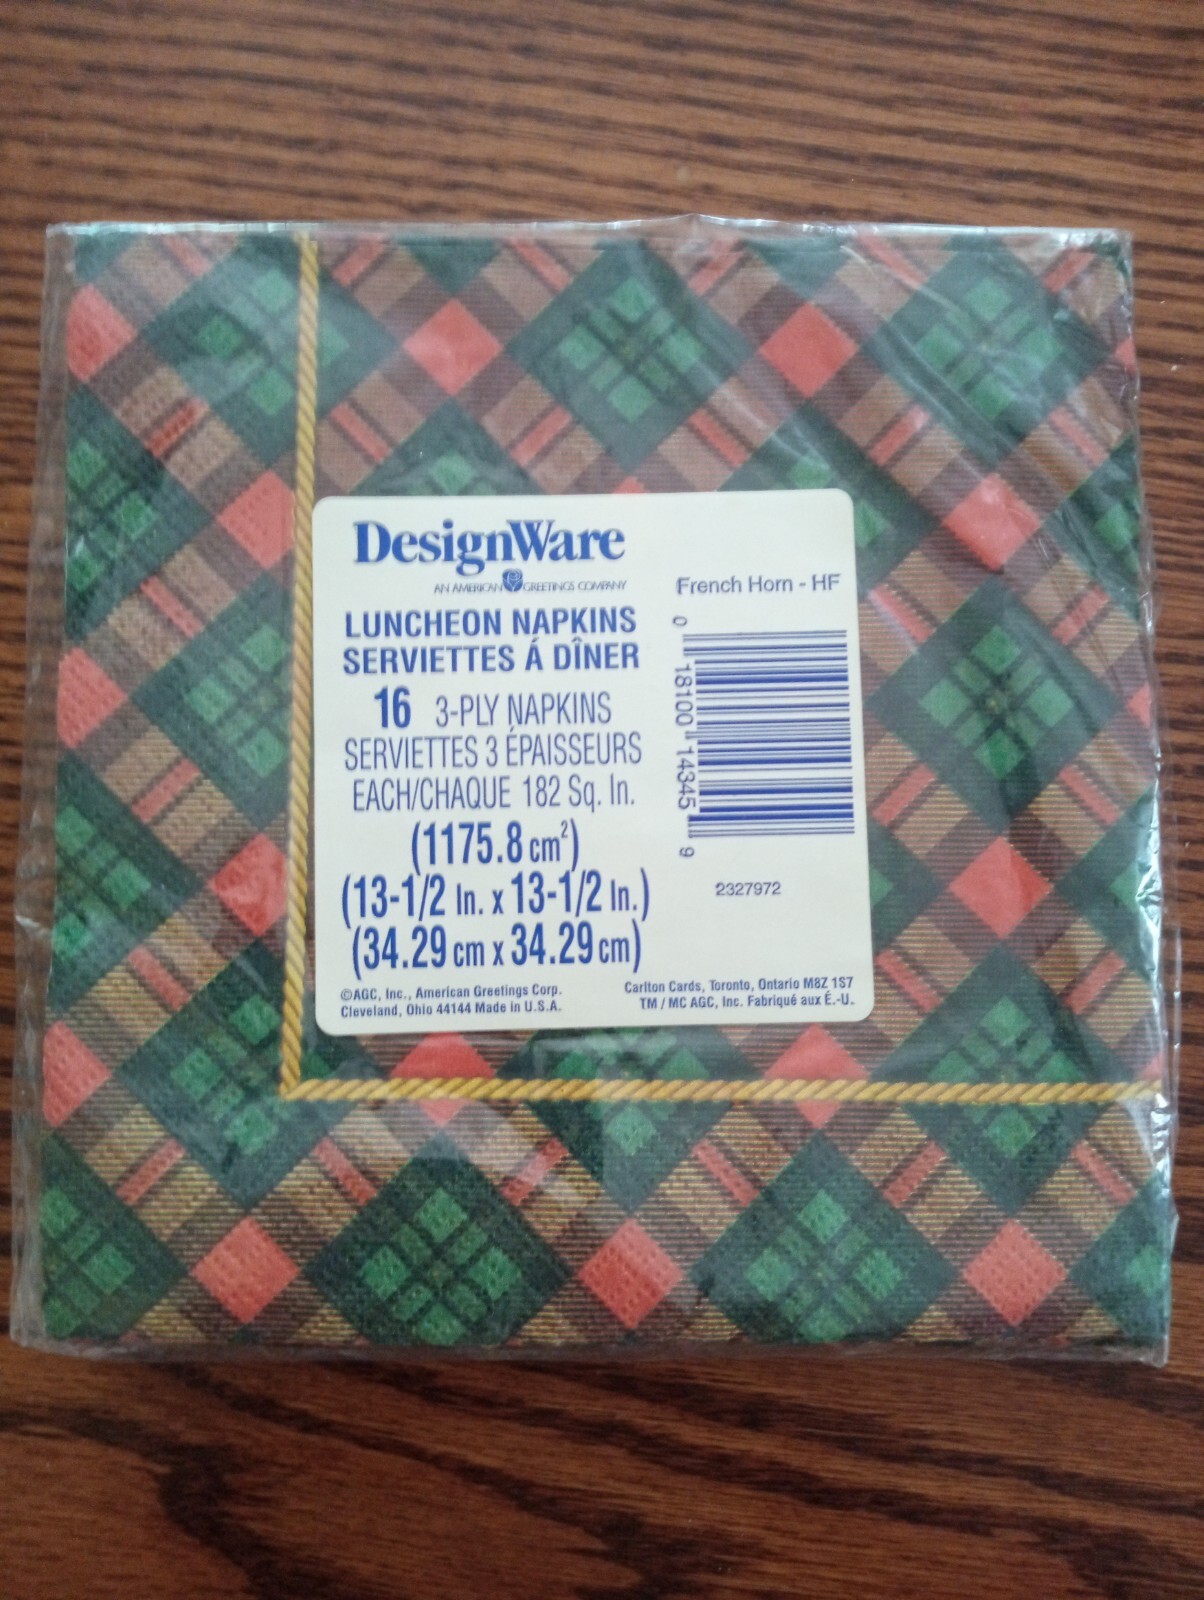 DesignWare
AN AMERICAN GREETINGS COMPANY
LUNCHEON NAPKINS
SERVIETTES Á DÎNER
16 3-PLY NAPKINS
SERVIETTES 3 ÉPAISSEURS
EACH/CHAQUE 182 Sq. In.
(1175.8 cm²)
(13-1/2 In. x 13-1/2 In.)
(34.29 cm x 34.29 cm)
©AGC, Inc., American Greetings Corp.
Cleveland, Ohio 44144 Made in U.S.A.
French Horn - HF
0 18100 14345 9
2327972
Carlton Cards, Toronto, Ontario M8Z 1S7
TM / MC AGC, Inc. Fabriqué aux É.-U.